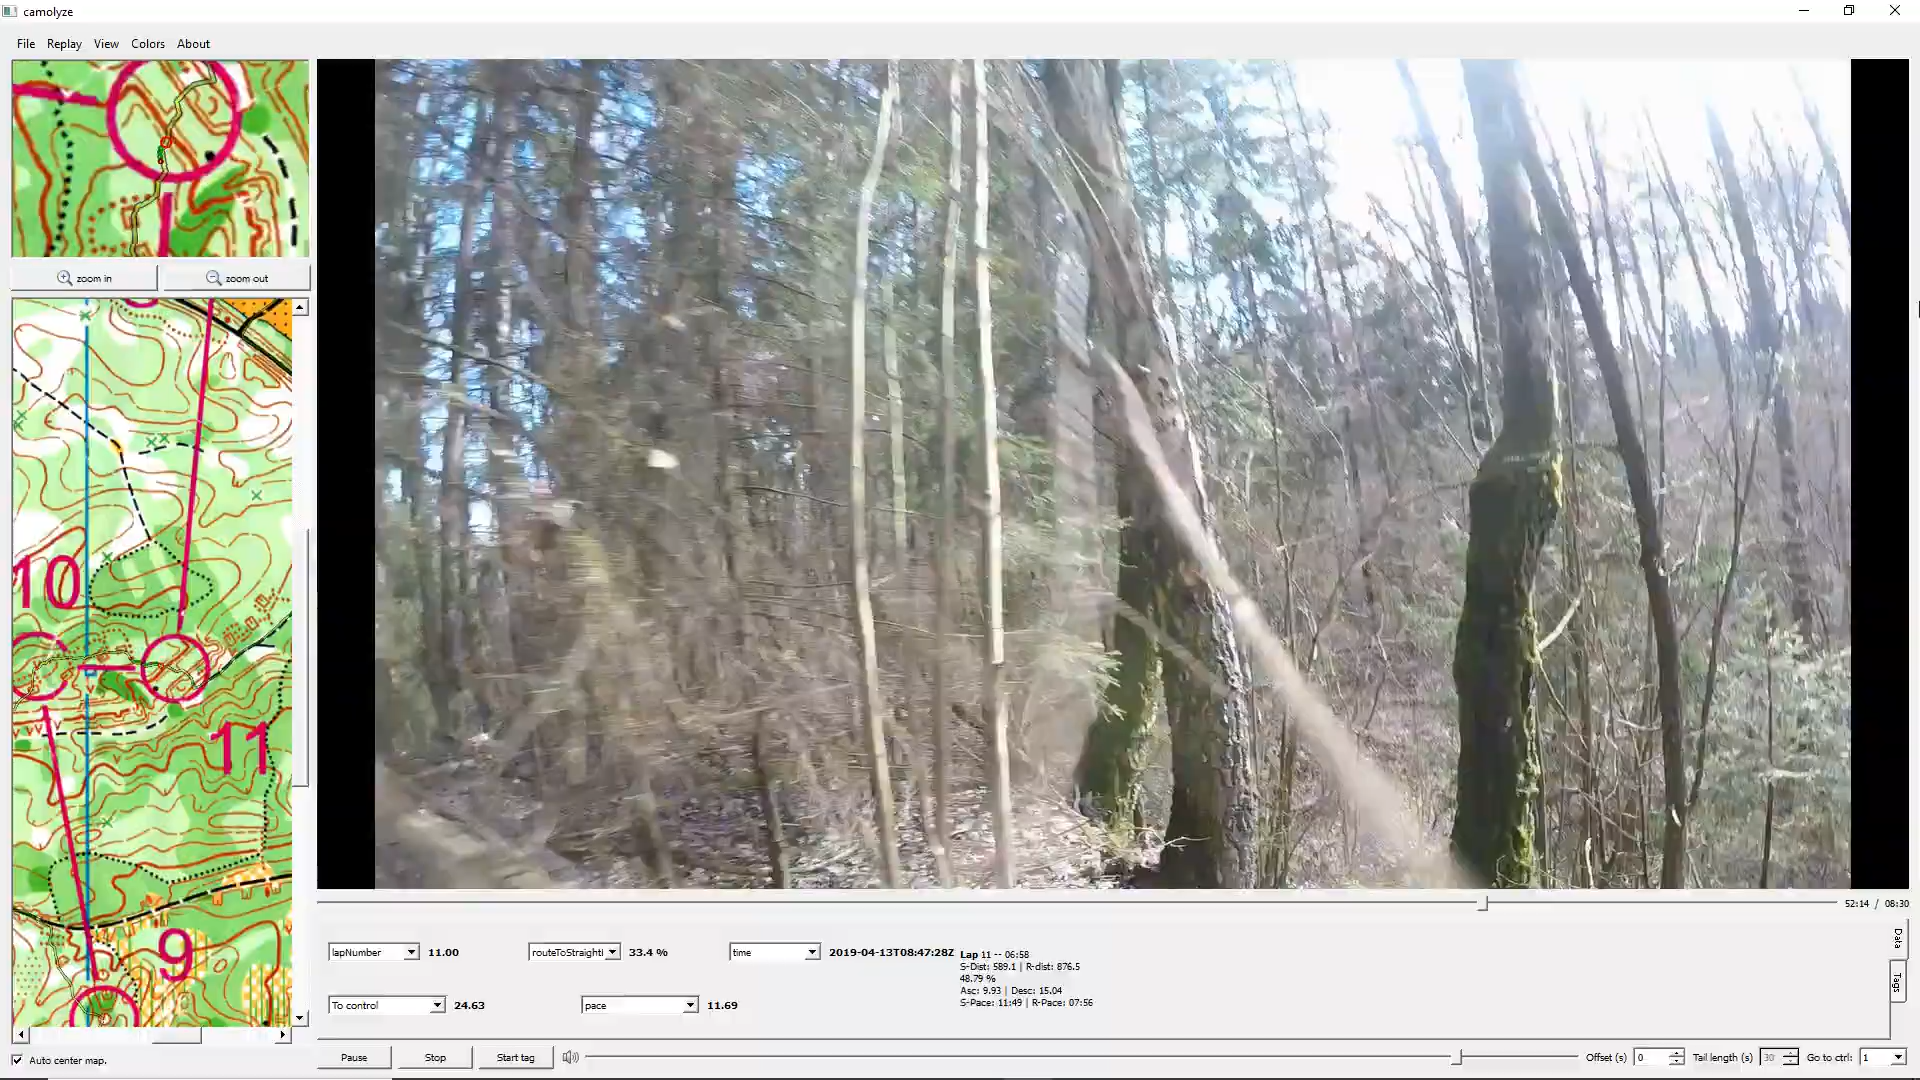 camolyze
File Replay View Colors About
zoom in zoom out
10
11
9
52:14 / 08:30
lapNumber 11.00 routeToStraightl 33.4 % time 2019-04-13T08:47:28Z
Lap 11 -- 06:58
S-Dist: 589.1 | R-dist: 876.5
48.79 %
Asc: 9.93 | Desc: 15.04
S-Pace: 11:49 | R-Pace: 07:56
To control 24.63 pace 11.69
Data
Tags
Auto center map.
Pause Stop Start tag Offset (s) 0 Tail length (s) 30 Go to ctrl: 1